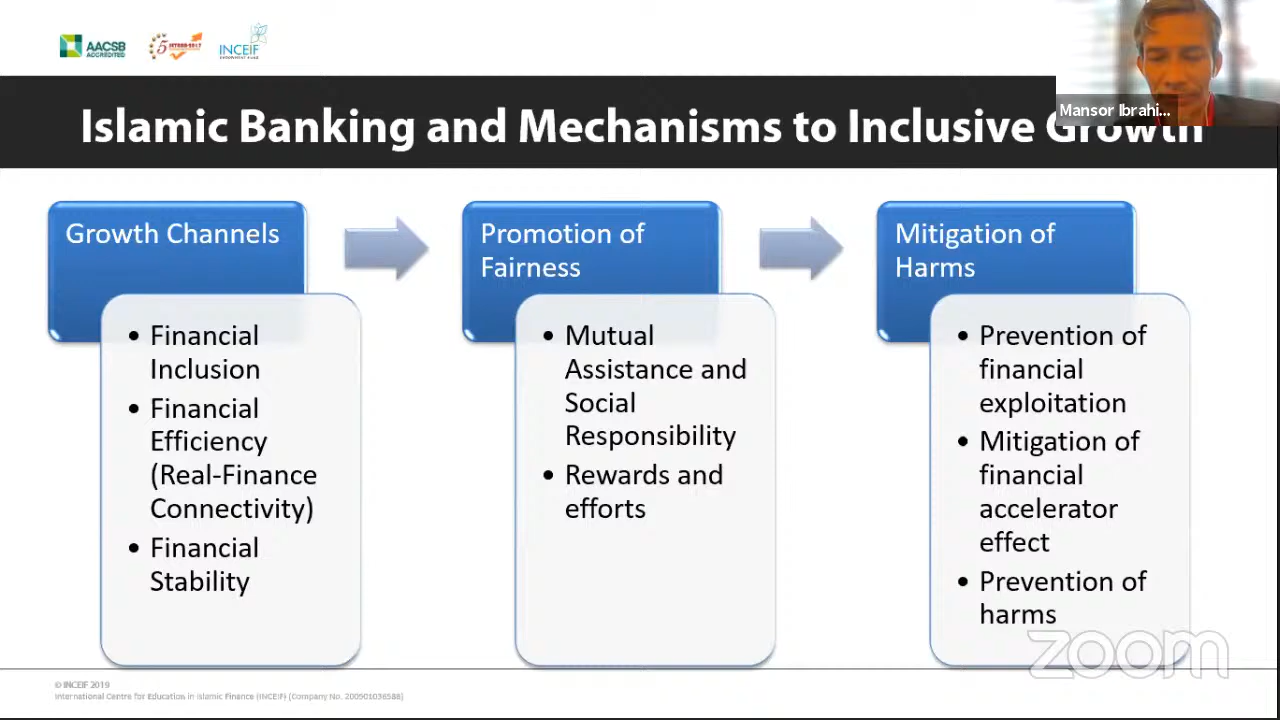 AACSB
ACCREDITED
INCEIF
Mansor Ibrahi...
Islamic Banking and Mechanisms to Inclusive Growth
Growth Channels
• Financial
Inclusion
• Financial
Efficiency
(Real-Finance
Connectivity)
• Financial
Stability
Promotion of
Fairness
• Mutual
Assistance and
Social
Responsibility
• Rewards and
efforts
Mitigation of
Harms
• Prevention of
financial
exploitation
• Mitigation of
financial
accelerator
effect
• Prevention of
harms
zoom
© INCEIF 2019
International Centre for Education in Islamic Finance (INCEIF) (Company No. 200601036588)